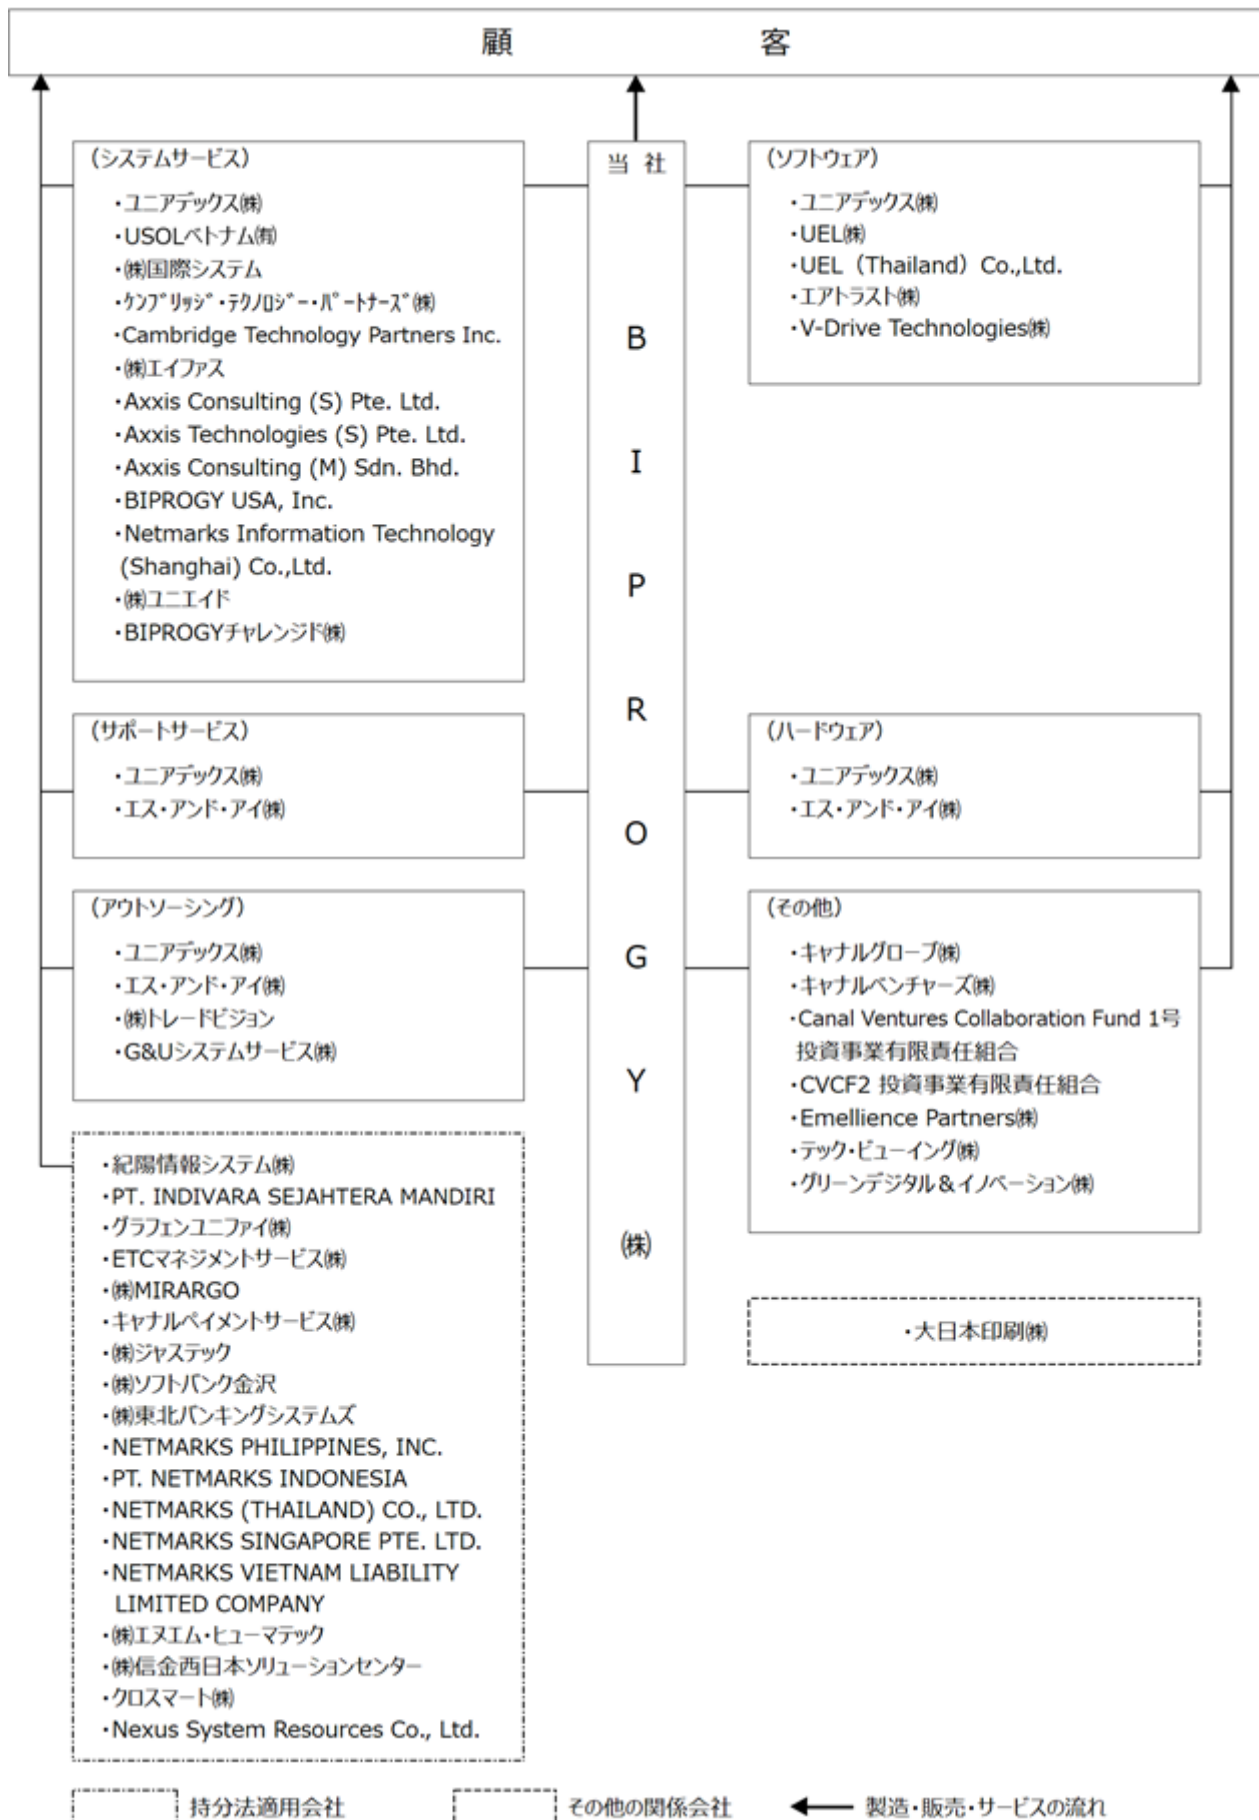 顧 客
(システムサービス)
・ユニアデックス㈱
・USOLベトナム㈲
・㈱国際システム
・ｹﾝﾌﾞﾘｯｼﾞ・ﾃｸﾉﾛｼﾞｰ・ﾊﾟｰﾄﾅｰｽﾞ㈱
・Cambridge Technology Partners Inc.
・㈱エイファス
・Axxis Consulting (S) Pte. Ltd.
・Axxis Technologies (S) Pte. Ltd.
・Axxis Consulting (M) Sdn. Bhd.
・BIPROGY USA, Inc.
・Netmarks Information Technology
(Shanghai) Co.,Ltd.
・㈱ユニエイド
・BIPROGYチャレンジド㈱
(サポートサービス)
・ユニアデックス㈱
・エス・アンド・アイ㈱
(アウトソーシング)
・ユニアデックス㈱
・エス・アンド・アイ㈱
・㈱トレードビジョン
・G&Uシステムサービス㈱
・紀陽情報システム㈱
・PT. INDIVARA SEJAHTERA MANDIRI
・グラフェンユニファイ㈱
・ETCマネジメントサービス㈱
・㈱MIRARGO
・キャナルペイメントサービス㈱
・㈱ジャステック
・㈱ソフトバンク金沢
・㈱東北バンキングシステムズ
・NETMARKS PHILIPPINES, INC.
・PT. NETMARKS INDONESIA
・NETMARKS (THAILAND) CO., LTD.
・NETMARKS SINGAPORE PTE. LTD.
・NETMARKS VIETNAM LIABILITY
LIMITED COMPANY
・㈱エヌエム・ヒューマテック
・㈱信金西日本ソリューションセンター
・クロスマート㈱
・Nexus System Resources Co., Ltd.
当 社
B
I
P
R
O
G
Y
㈱
(ソフトウェア)
・ユニアデックス㈱
・UEL㈱
・UEL（Thailand）Co.,Ltd.
・エアトラスト㈱
・V-Drive Technologies㈱
(ハードウェア)
・ユニアデックス㈱
・エス・アンド・アイ㈱
(その他)
・キャナルグローブ㈱
・キャナルベンチャーズ㈱
・Canal Ventures Collaboration Fund 1号
投資事業有限責任組合
・CVCF2 投資事業有限責任組合
・Emellience Partners㈱
・テック・ビューイング㈱
・グリーンデジタル＆イノベーション㈱
・大日本印刷㈱
持分法適用会社
その他の関係会社
製造・販売・サービスの流れ